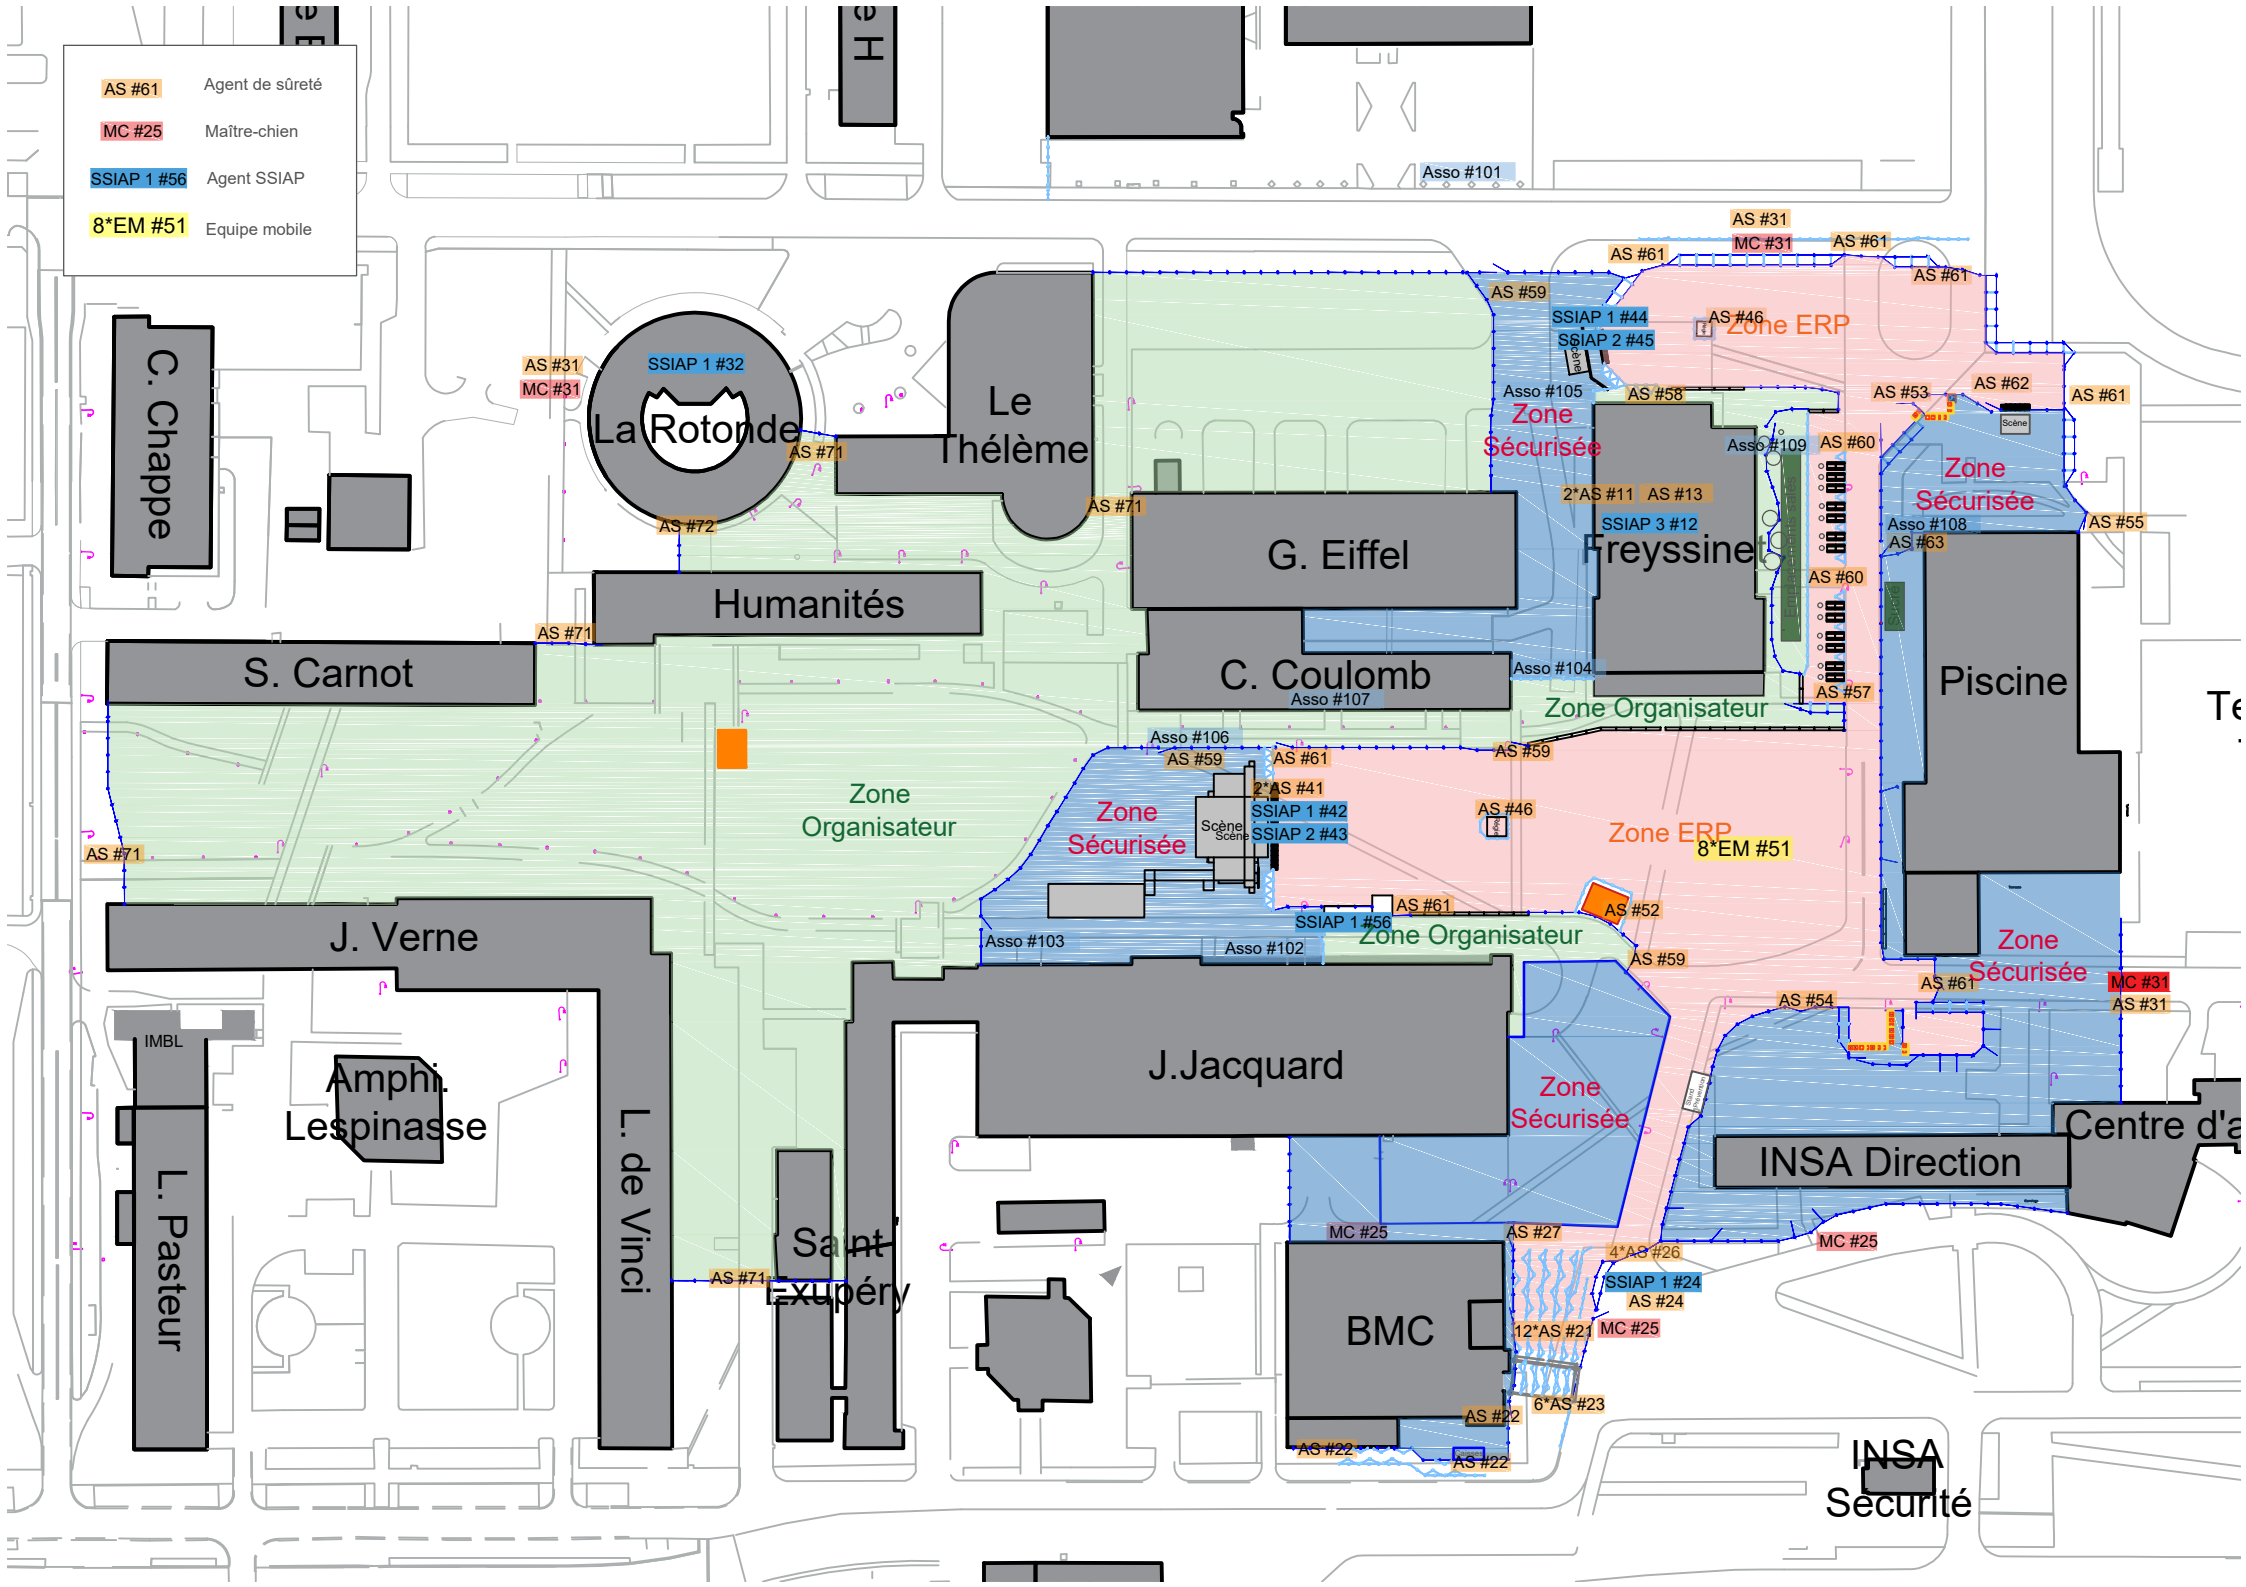 e E
e H
AS #61 Agent de sûreté
MC #25 Maître-chien
SSIAP 1 #56 Agent SSIAP
8*EM #51 Equipe mobile
Asso #101
AS #31
MC #31
AS #61
AS #61
AS #61
AS #59
SSIAP 1 #44
SSIAP 2 #45
Scène
AS #46
Zone ERP
Régie
C. Chappe
AS #31
MC #31
SSIAP 1 #32
La Rotonde
AS #71
AS #72
Le
Thélème
AS #71
Asso #105
Zone
Sécurisée
AS #58
AS #53
AS #62
AS #61
Scène
Asso #109
AS #60
Zone
Sécurisée
2*AS #11
AS #13
SSIAP 3 #12
Freyssinet
Asso #108
AS #55
AS #63
G. Eiffel
AS #60
Humanités
AS #71
S. Carnot
C. Coulomb
Asso #104
Asso #107
AS #57
Piscine
Te
Zone Organisateur
Asso #106
AS #59
AS #61
AS #59
Zone
Organisateur
Zone
Sécurisée
2*AS #41
SSIAP 1 #42
SSIAP 2 #43
Scène
Scène
AS #46
Régie
Zone ERP
8*EM #51
AS #71
AS #61
SSIAP 1 #56
AS #52
J. Verne
Asso #103
Asso #102
Zone Organisateur
AS #59
Zone
Sécurisée
AS #61
MC #31
AS #31
AS #54
IMBL
Amphi.
Lespinasse
J.Jacquard
Zone
Sécurisée
Stand
Prévention
Centre d'a
INSA Direction
L. Pasteur
L. de Vinci
Saint
Exupéry
AS #71
MC #25
AS #27
4*AS #26
MC #25
SSIAP 1 #24
AS #24
BMC
12*AS #21
MC #25
6*AS #23
AS #22
AS #22
AS #22
INSA
Sécurité